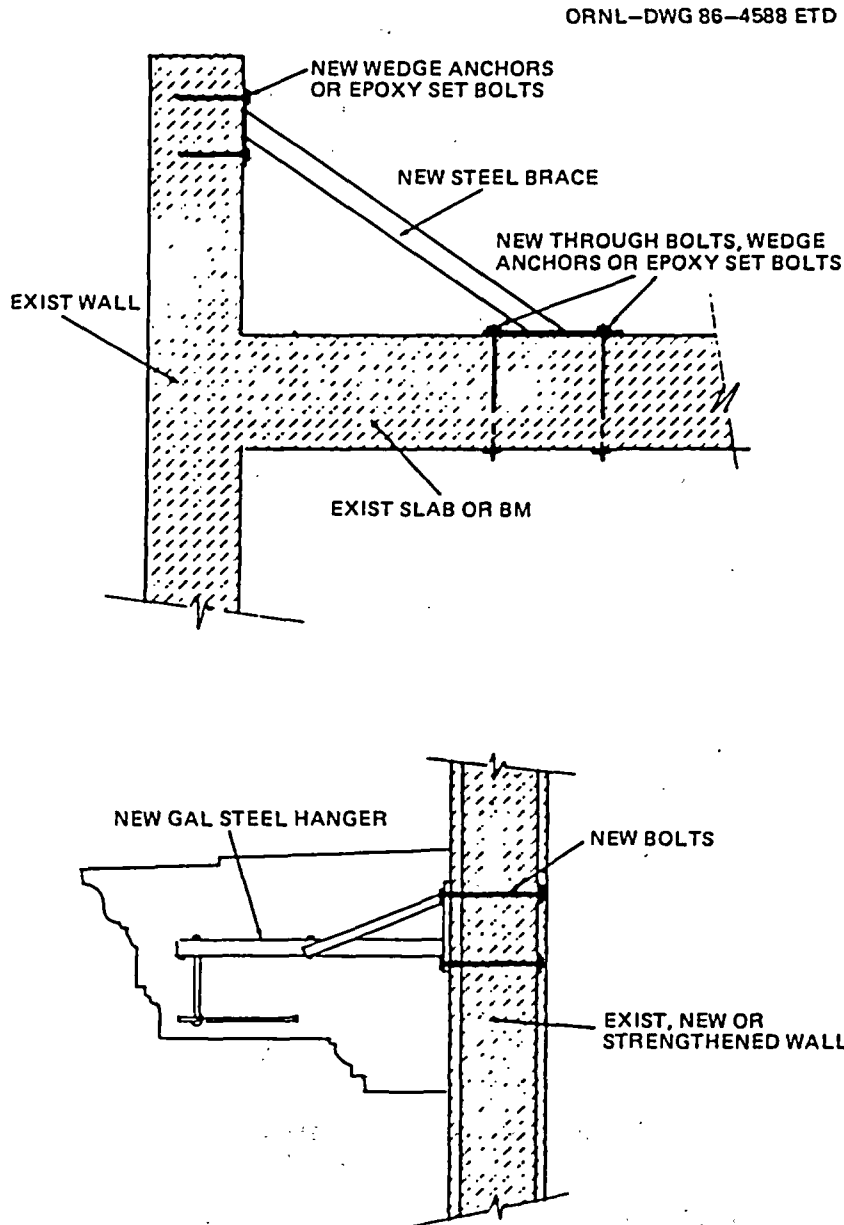 ORNL–DWG 86–4588 ETD
NEW WEDGE ANCHORS
OR EPOXY SET BOLTS
NEW STEEL BRACE
NEW THROUGH BOLTS, WEDGE
ANCHORS OR EPOXY SET BOLTS
EXIST WALL
EXIST SLAB OR BM
NEW GAL STEEL HANGER
NEW BOLTS
EXIST, NEW OR
STRENGTHENED WALL